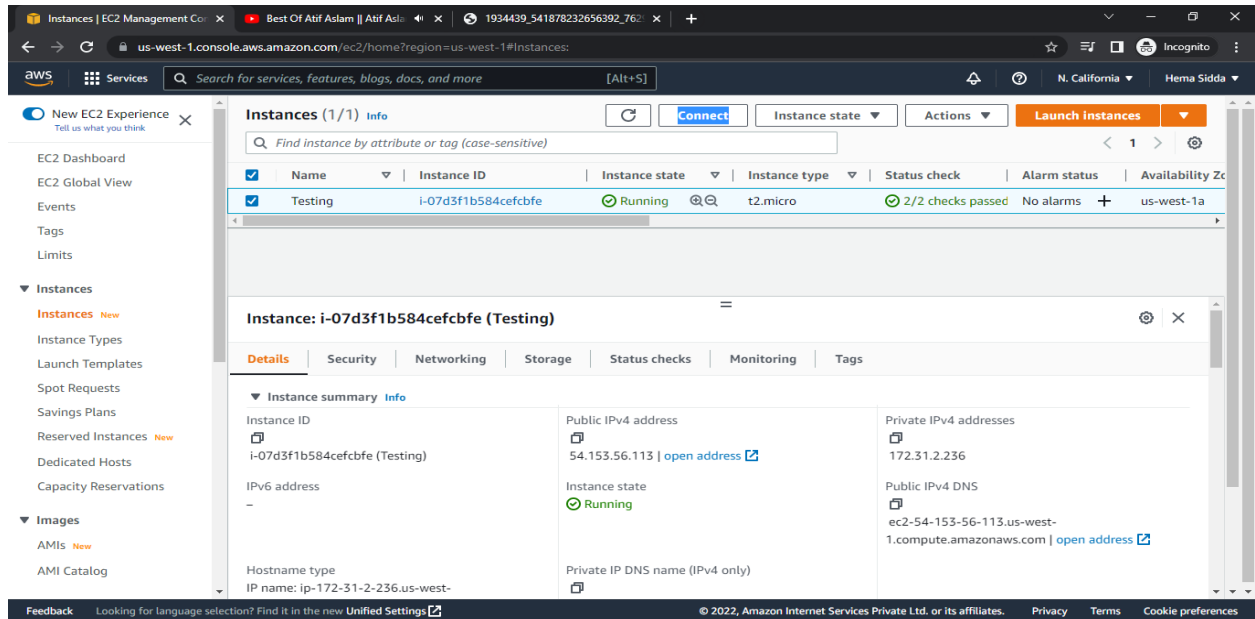 Instances | EC2 Management Cor
Best Of Atif Aslam || Atif Asla
1934439_541878232656392_762
us-west-1.console.aws.amazon.com/ec2/home?region=us-west-1#Instances:
Incognito
aws
Services
Search for services, features, blogs, docs, and more
[Alt+S]
N. California
Hema Sidda
New EC2 Experience
Tell us what you think
EC2 Dashboard
EC2 Global View
Events
Tags
Limits
Instances
Instances New
Instance Types
Launch Templates
Spot Requests
Savings Plans
Reserved Instances New
Dedicated Hosts
Capacity Reservations
Images
AMIs New
AMI Catalog
Instances (1/1) Info
Connect
Instance state
Actions
Launch instances
Find instance by attribute or tag (case-sensitive)
1
Name Instance ID Instance state Instance type Status check Alarm status Availability Zo
Testing i-07d3f1b584cefcbfe Running t2.micro 2/2 checks passed No alarms + us-west-1a
Instance: i-07d3f1b584cefcbfe (Testing)
Details Security Networking Storage Status checks Monitoring Tags
Instance summary Info
Instance ID
i-07d3f1b584cefcbfe (Testing)
Public IPv4 address
54.153.56.113 | open address
Private IPv4 addresses
172.31.2.236
IPv6 address
–
Instance state
Running
Public IPv4 DNS
ec2-54-153-56-113.us-west-
1.compute.amazonaws.com | open address
Hostname type
IP name: ip-172-31-2-236.us-west-
Private IP DNS name (IPv4 only)
Feedback Looking for language selection? Find it in the new Unified Settings © 2022, Amazon Internet Services Private Ltd. or its affiliates. Privacy Terms Cookie preferences